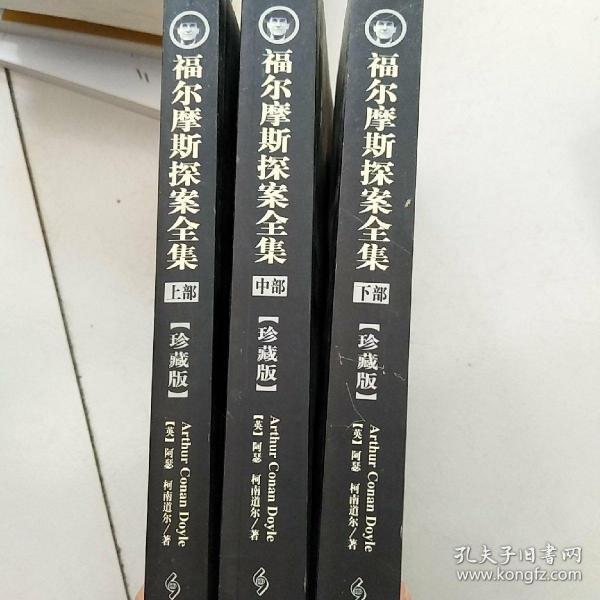 福尔摩斯探案全集
上部
【珍藏版】
Arthur Conan Doyle
【英】阿瑟 柯南道尔/著
福尔摩斯探案全集
中部
【珍藏版】
Arthur Conan Doyle
【英】阿瑟 柯南道尔/著
福尔摩斯探案全集
下部
【珍藏版】
Arthur Conan Doyle
【英】阿瑟 柯南道尔/著
孔夫子旧书网
www.kongfz.com